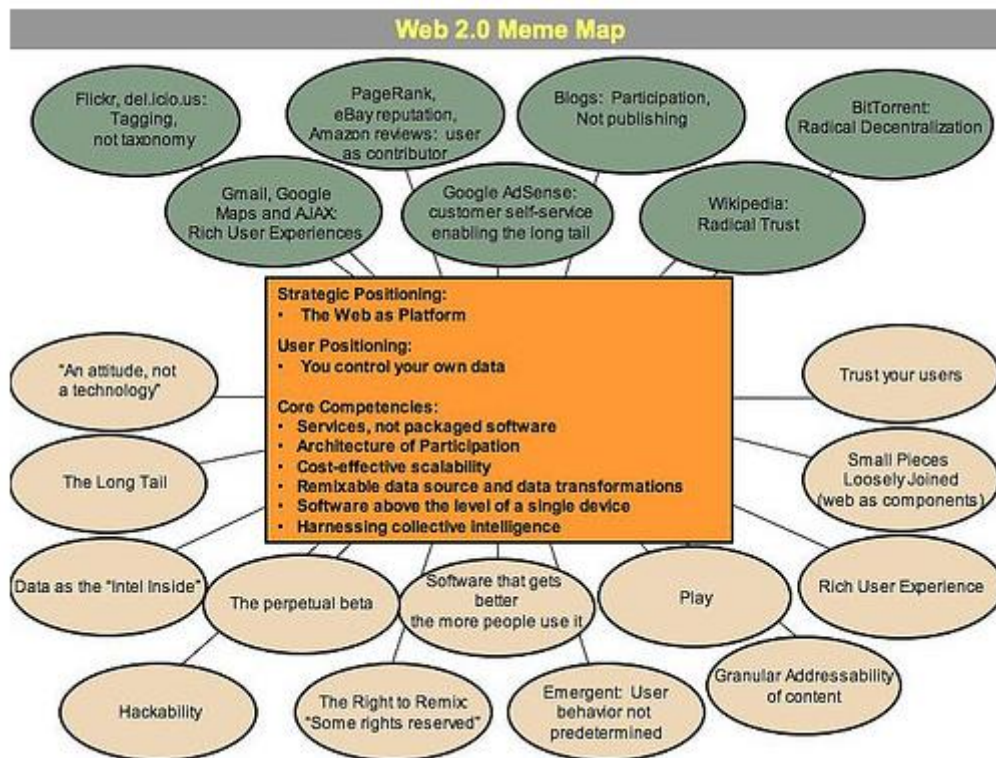 Web 2.0 Meme Map
Flickr, del.icio.us:
Tagging,
not taxonomy
PageRank,
eBay reputation,
Amazon reviews: user
as contributor
Blogs: Participation,
Not publishing
BitTorrent:
Radical Decentralization
Gmail, Google
Maps and AJAX:
Rich User Experiences
Google AdSense:
customer self-service
enabling the long tail
Wikipedia:
Radical Trust
Strategic Positioning:
• The Web as Platform
User Positioning:
• You control your own data
Core Competencies:
• Services, not packaged software
• Architecture of Participation
• Cost-effective scalability
• Remixable data source and data transformations
• Software above the level of a single device
• Harnessing collective intelligence
"An attitude, not
a technology"
Trust your users
The Long Tail
Small Pieces
Loosely Joined
(web as components)
Data as the "Intel Inside"
The perpetual beta
Software that gets
better
the more people use it
Play
Rich User Experience
Hackability
The Right to Remix:
"Some rights reserved"
Emergent: User
behavior not
predetermined
Granular Addressability
of content